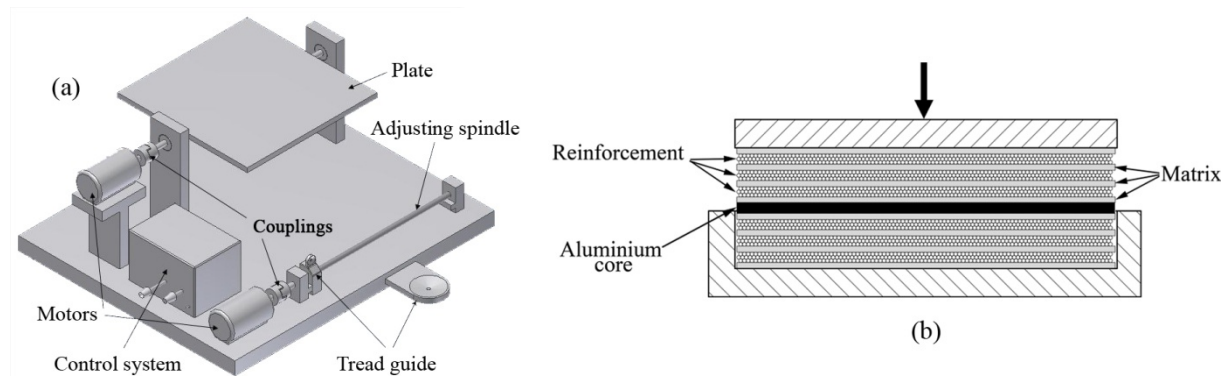 (a)
Plate
Adjusting spindle
Couplings
Motors
Control system
Tread guide
Reinforcement
Matrix
Aluminium
core
(b)